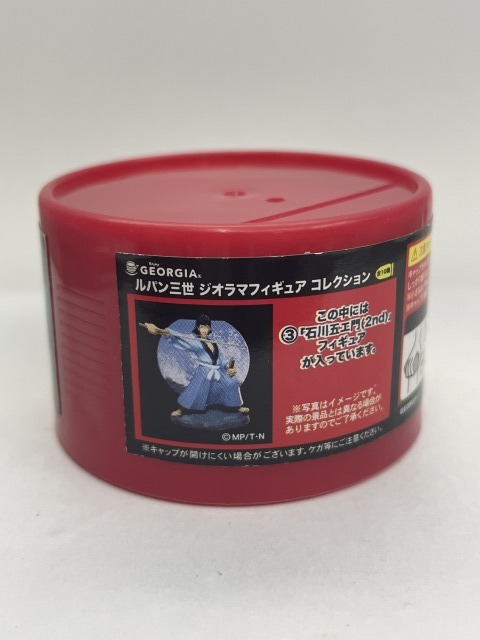 Enjoy
GEORGIA
ルパン三世 ジオラマフィギュア コレクション 全10種
この中には
③「石川五ェ門(2nd)」
フィギュア
が入っています。
※写真はイメージです。
実際の景品とは異なる場合が
ありますのでご了承ください。
©MP/T・N
※キャップが開けにくい場合がございます。ケガ等にご注意ください。